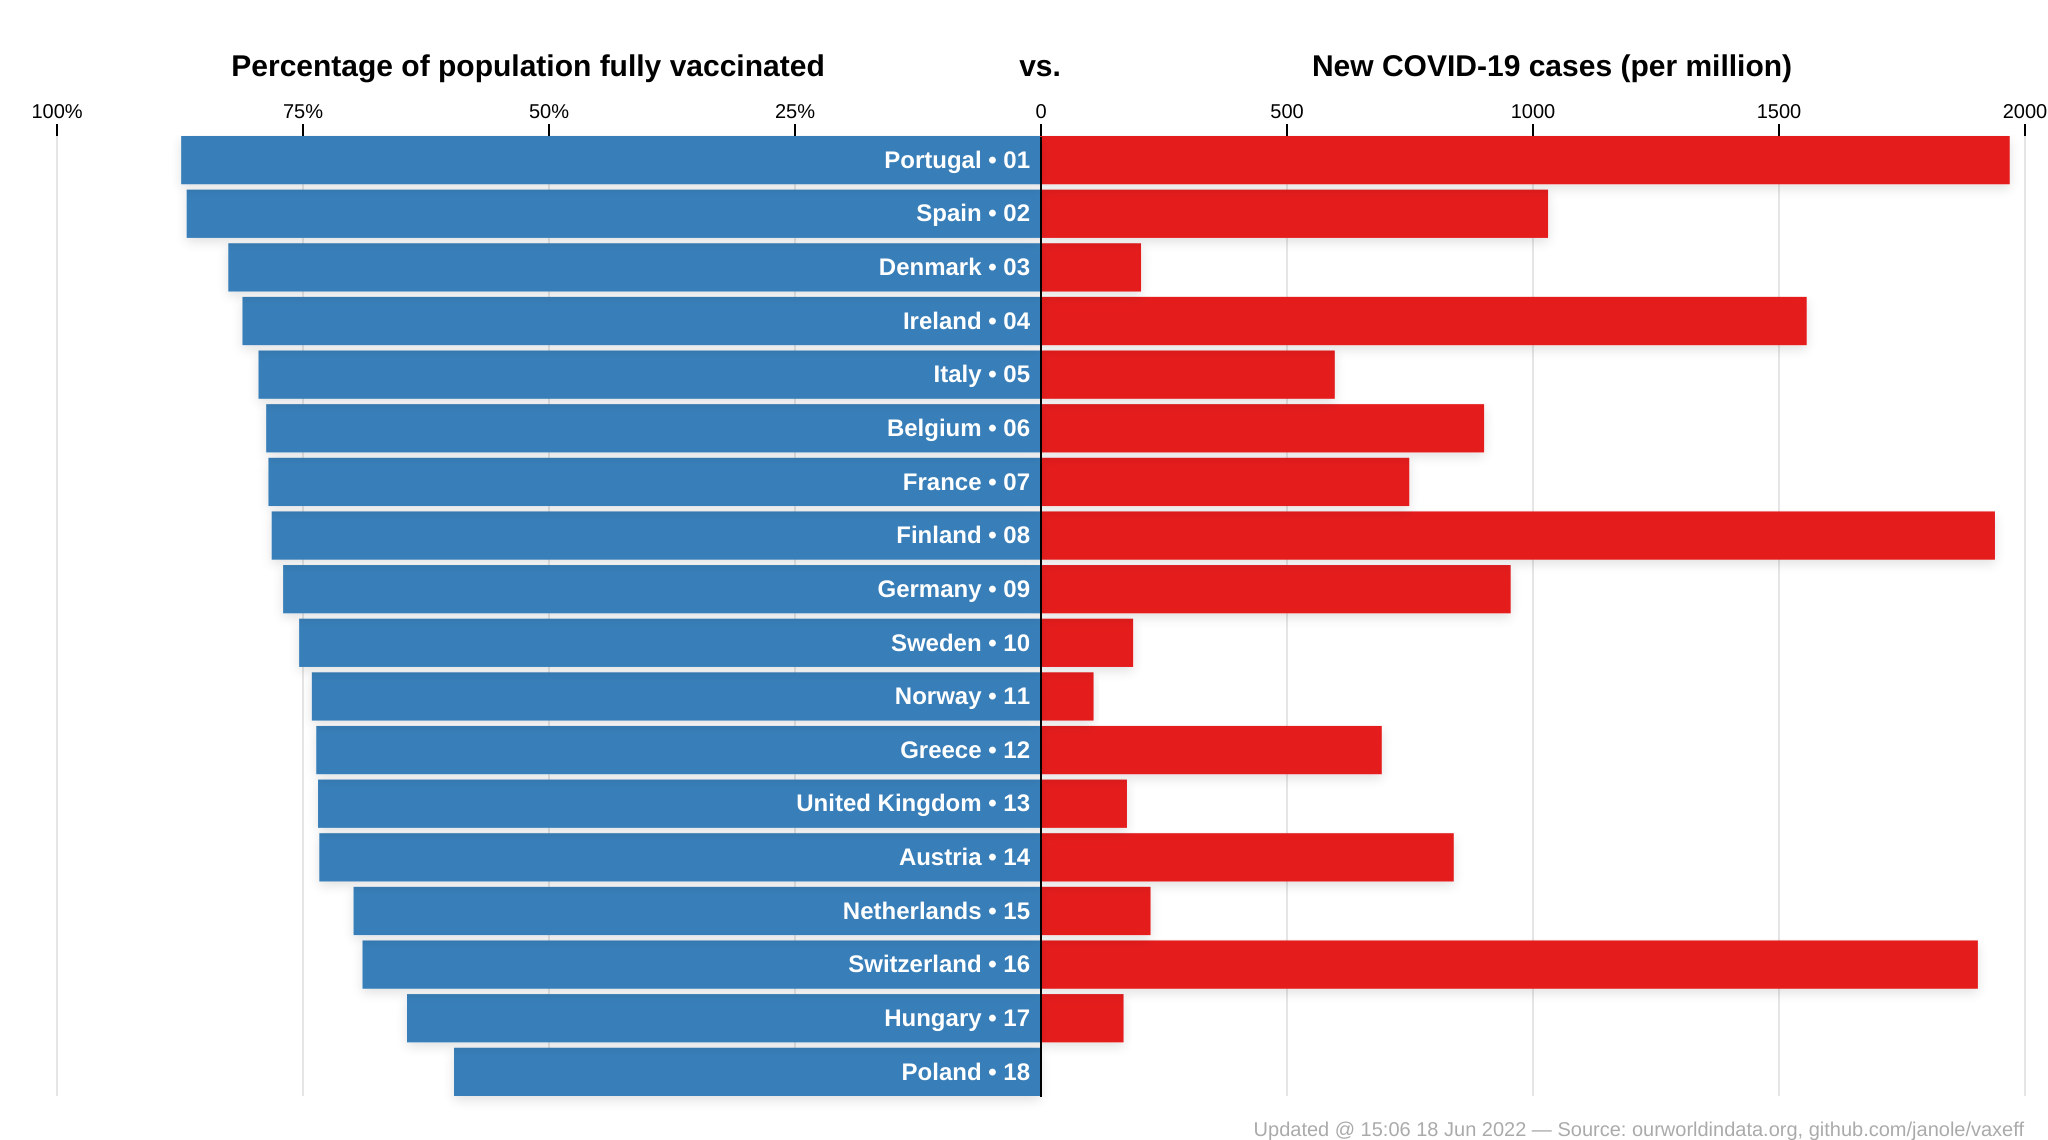 Percentage of population fully vaccinated vs. New COVID-19 cases (per million)
100% 75% 50% 25% 0 500 1000 1500 2000
Portugal • 01
Spain • 02
Denmark • 03
Ireland • 04
Italy • 05
Belgium • 06
France • 07
Finland • 08
Germany • 09
Sweden • 10
Norway • 11
Greece • 12
United Kingdom • 13
Austria • 14
Netherlands • 15
Switzerland • 16
Hungary • 17
Poland • 18
Updated @ 15:06 18 Jun 2022 — Source: ourworldindata.org, github.com/janole/vaxeff